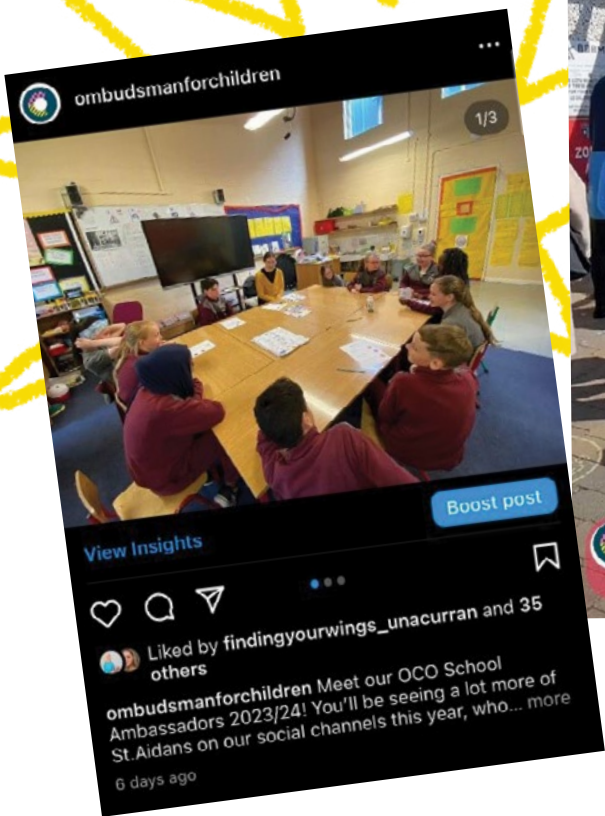 ombudsmanforchildren
1/3
Boost post
View Insights
Liked by findingyourwings_unacurran and 35
others
ombudsmanforchildren Meet our OCO School
Ambassadors 2023/24! You'll be seeing a lot more of
St.Aidans on our social channels this year, who... more
6 days ago